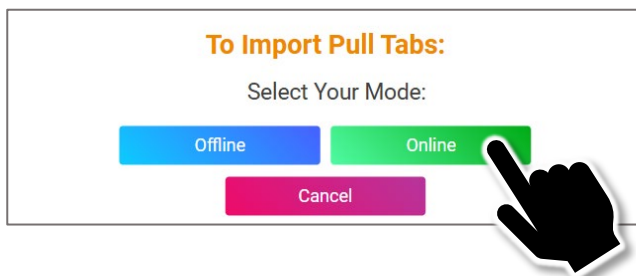 To Import Pull Tabs:
Select Your Mode:
Offline Online
Cancel